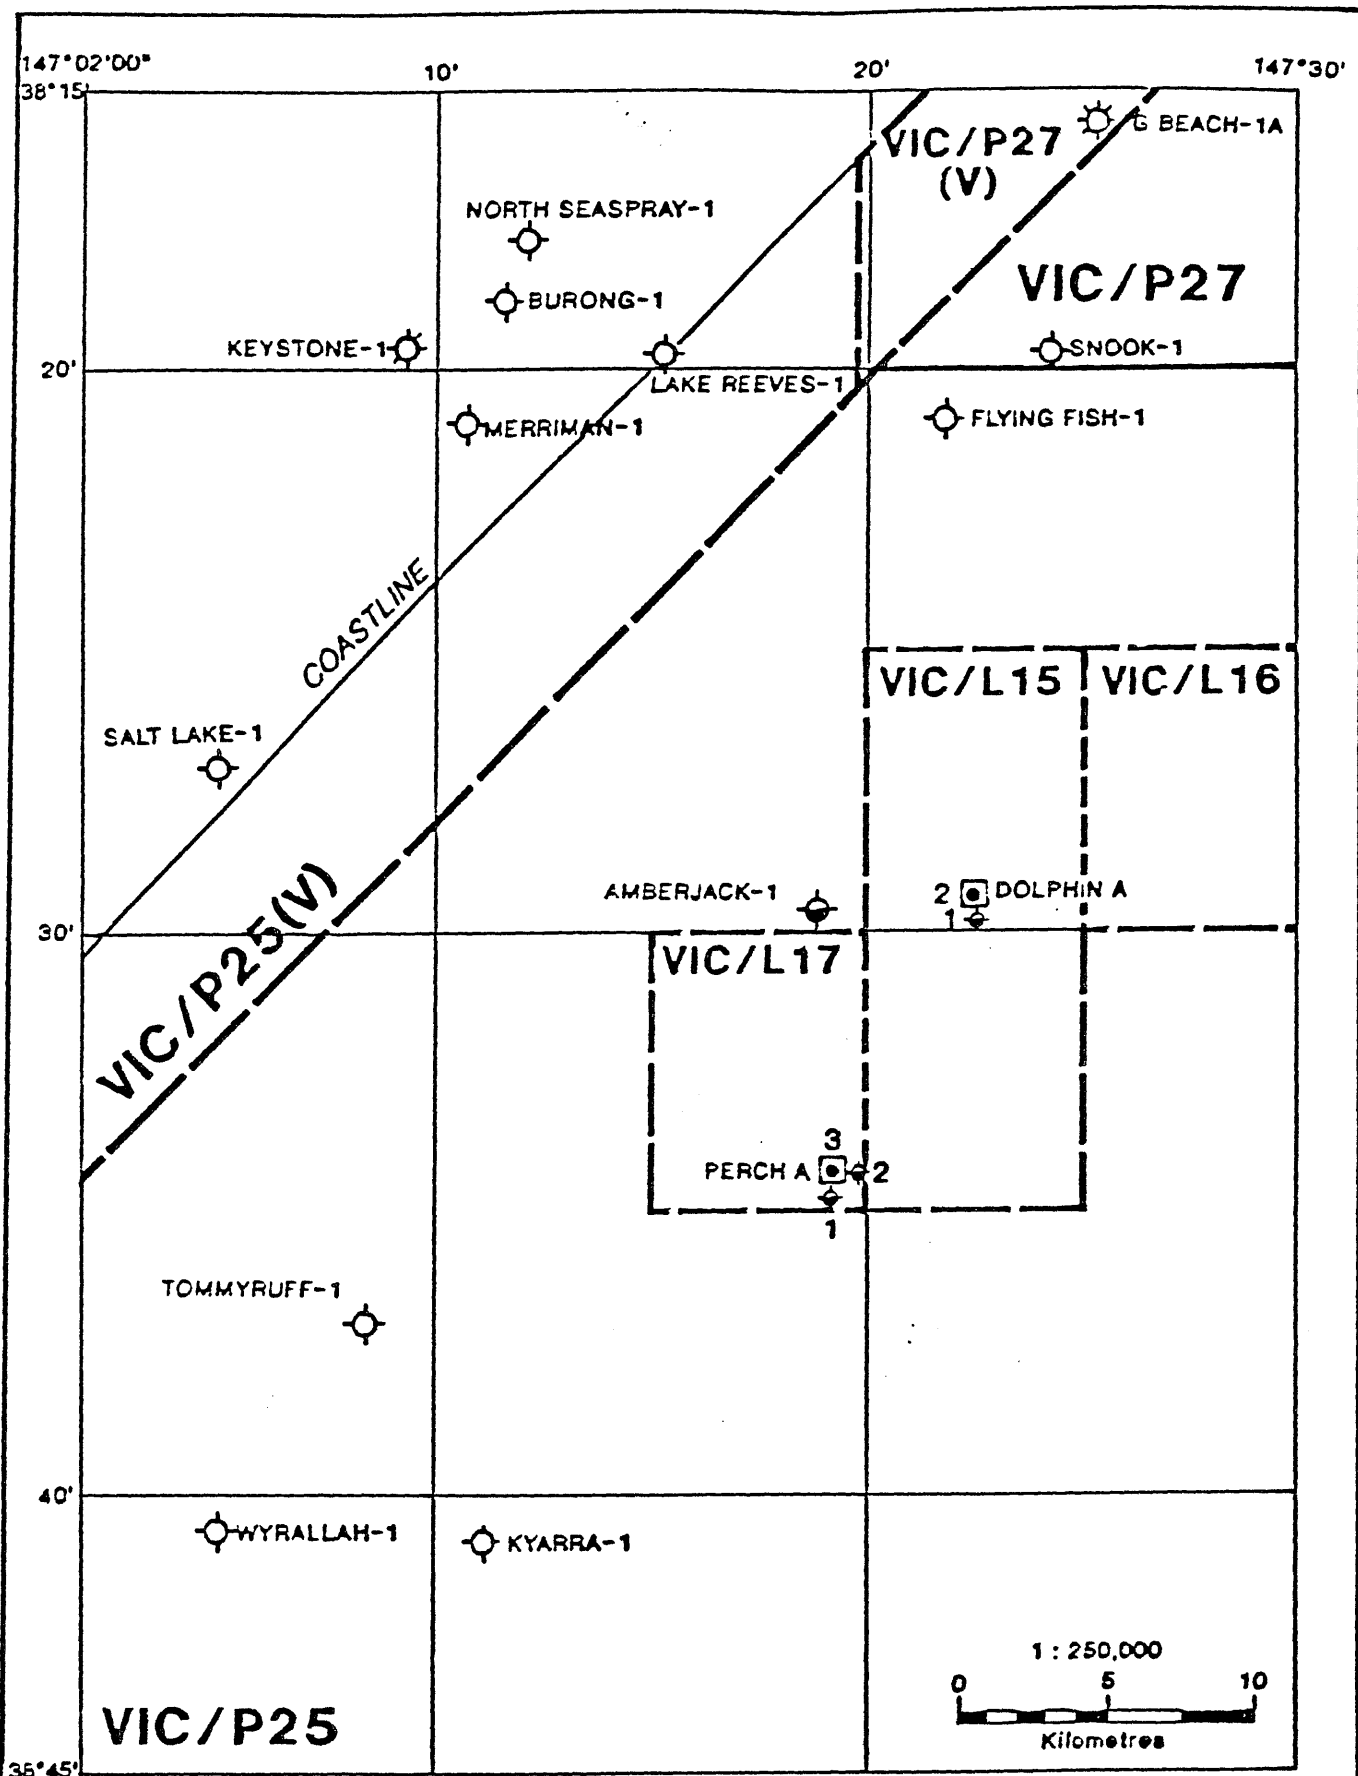 147°02'00"
10'
20'
147°30'
38°15'
VIC/P27
(V)
G BEACH-1A
NORTH SEASPRAY-1
VIC/P27
BURONG-1
KEYSTONE-1
SNOOK-1
20'
LAKE REEVES-1
MERRIMAN-1
FLYING FISH-1
COASTLINE
VIC/L15
VIC/L16
SALT LAKE-1
VIC/P25(V)
AMBERJACK-1
2
DOLPHIN A
1
30'
VIC/L17
3
PERCH A
2
1
TOMMYRUFF-1
40'
WYRALLAH-1
KYARRA-1
1 : 250,000
0
5
10
Kilometres
VIC/P25
38°45'